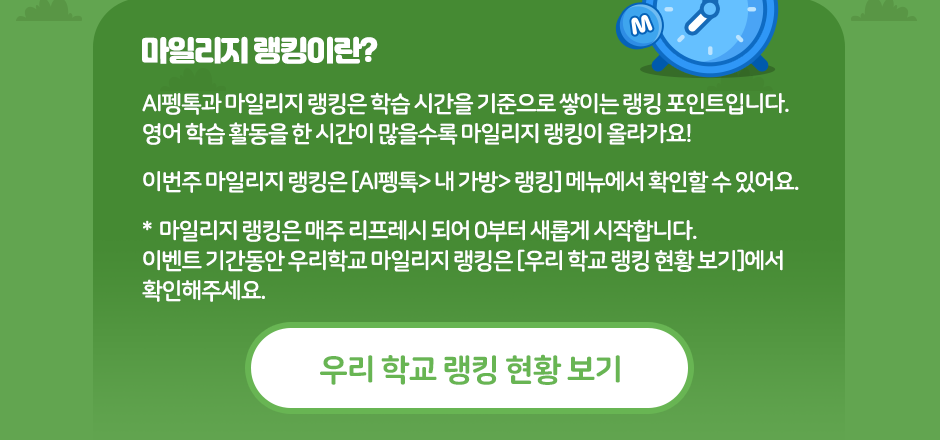 M
마일리지 랭킹이란?
AI펭톡과 마일리지 랭킹은 학습 시간을 기준으로 쌓이는 랭킹 포인트입니다.
영어 학습 활동을 한 시간이 많을수록 마일리지 랭킹이 올라가요!
이번주 마일리지 랭킹은 [AI펭톡> 내 가방> 랭킹] 메뉴에서 확인할 수 있어요.
* 마일리지 랭킹은 매주 리프레시 되어 0부터 새롭게 시작합니다.
이벤트 기간동안 우리학교 마일리지 랭킹은 [우리 학교 랭킹 현황 보기]에서
확인해주세요.
우리 학교 랭킹 현황 보기